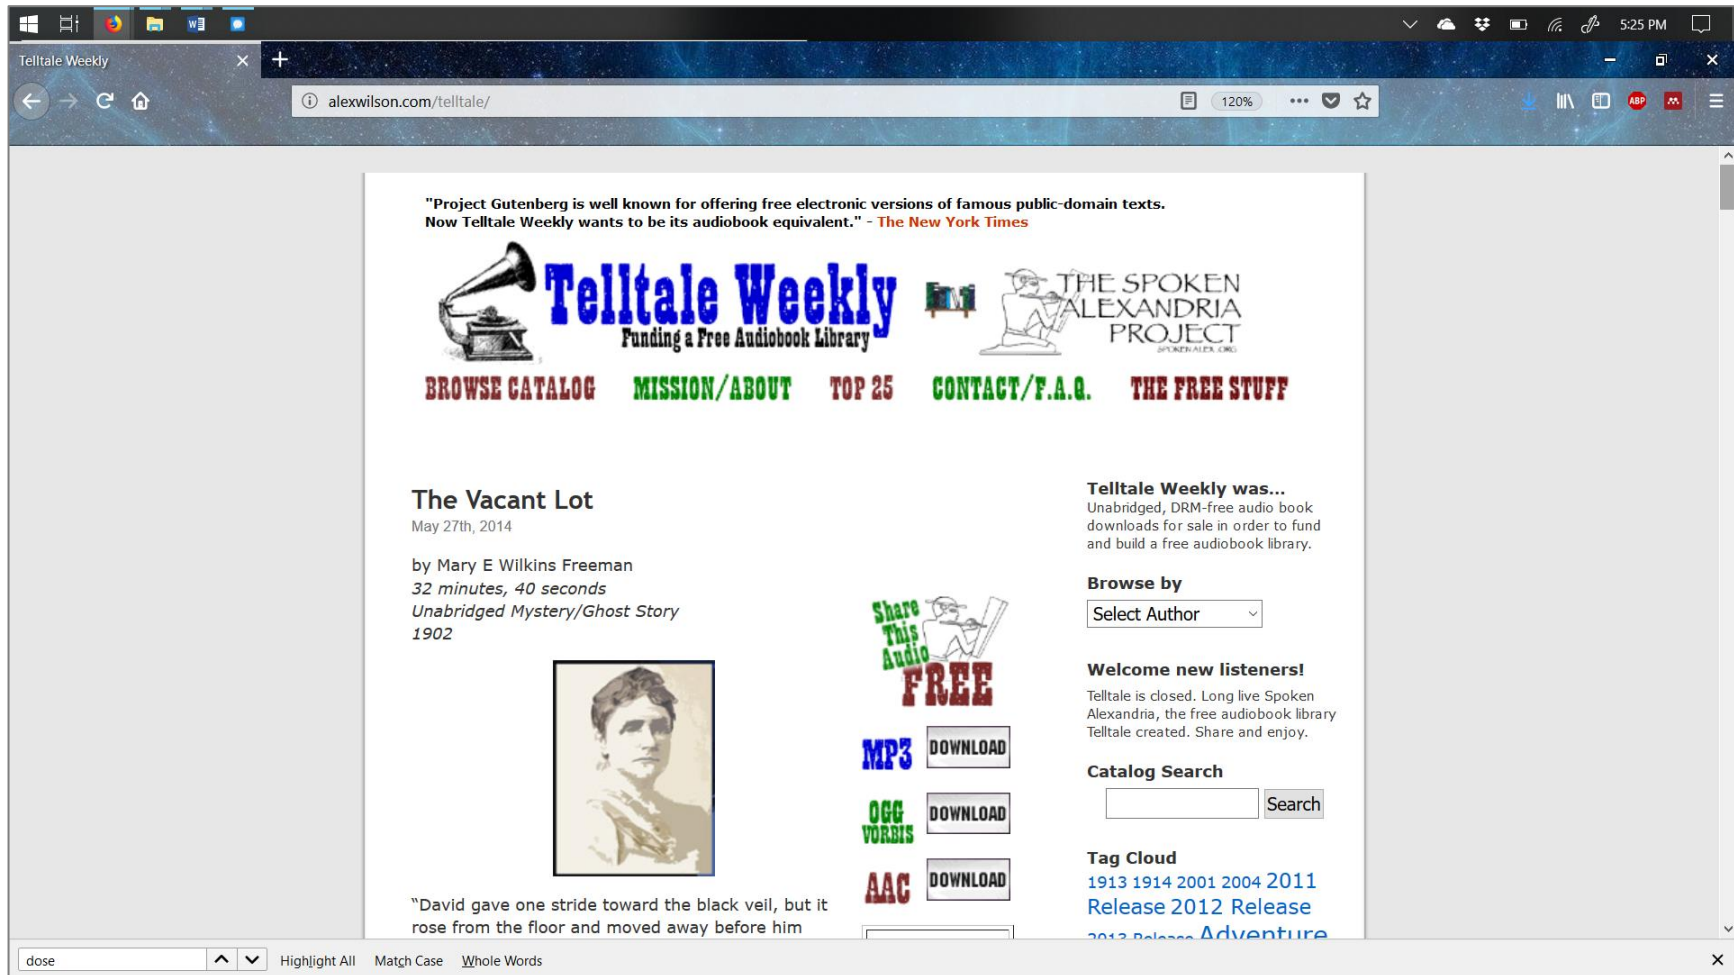 5:25 PM
Telltale Weekly
alexwilson.com/telltale/
120%
ABP
"Project Gutenberg is well known for offering free electronic versions of famous public-domain texts.
Now Telltale Weekly wants to be its audiobook equivalent." - The New York Times
Telltale Weekly
Funding a Free Audiobook Library
THE SPOKEN
ALEXANDRIA
PROJECT
SPOKENALEX.ORG
BROWSE CATALOG
MISSION/ABOUT
TOP 25
CONTACT/F.A.Q.
THE FREE STUFF
The Vacant Lot
May 27th, 2014
by Mary E Wilkins Freeman
32 minutes, 40 seconds
Unabridged Mystery/Ghost Story
1902
"David gave one stride toward the black veil, but it
rose from the floor and moved away before him
Share
This
Audio
FREE
MP3 DOWNLOAD
OGG VORBIS DOWNLOAD
AAC DOWNLOAD
Telltale Weekly was...
Unabridged, DRM-free audio book
downloads for sale in order to fund
and build a free audiobook library.
Browse by
Select Author
Welcome new listeners!
Telltale is closed. Long live Spoken
Alexandria, the free audiobook library
Telltale created. Share and enjoy.
Catalog Search
Search
Tag Cloud
1913 1914 2001 2004 2011
Release 2012 Release
2013 Release Adventure
dose
Highlight All
Match Case
Whole Words